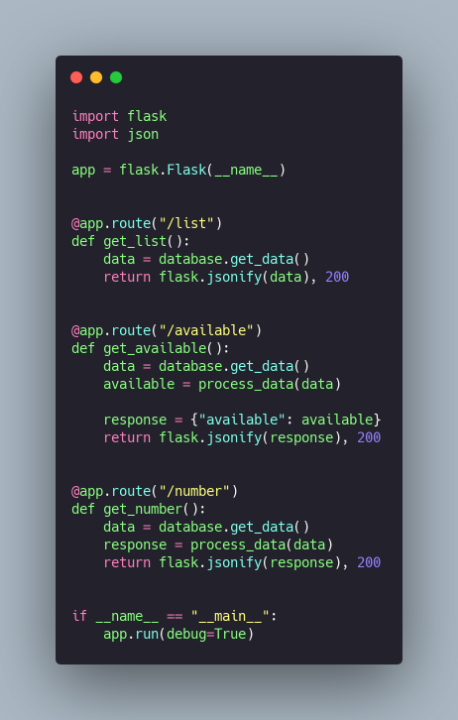 import flask
import json
app = flask.Flask(__name__)
@app.route("/list")
def get_list():
    data = database.get_data()
    return flask.jsonify(data), 200
@app.route("/available")
def get_available():
    data = database.get_data()
    available = process_data(data)
    response = {"available": available}
    return flask.jsonify(response), 200
@app.route("/number")
def get_number():
    data = database.get_data()
    response = process_data(data)
    return flask.jsonify(response), 200
if __name__ == "__main__":
    app.run(debug=True)